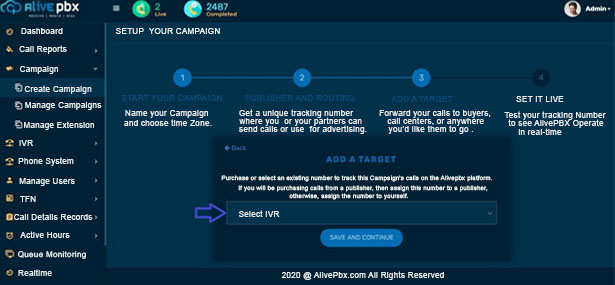 Alive pbx
RECEIVE | ROUTE | DIAL
2
Live
2487
Completed
Admin
Dashboard
Call Reports
Campaign
Create Campaign
Manage Campaigns
Manage Extension
IVR
Phone System
Manage Users
TFN
Call Details Records
Active Hours
Queue Monitoring
Realtime
SETUP YOUR CAMPAIGN
1
START YOUR CAMPAIGN
Name your Campaign
and choose time Zone.
2
PUBLISHER AND ROUTING
Get a unique tracking number
where you or your partners can
send calls or use for advertising.
3
ADD A TARGET
Forward your calls to buyers,
call centers, or anywhere
you'd like them to go .
4
SET IT LIVE
Test your tracking Number
to see AlivePBX Operate
in real-time
Back
ADD A TARGET
Purchase or select an existing number to track this Campaign's calls on the Alivepbx platform.
If you will be purchasing calls from a publisher, then assign this number to a publisher,
otherwise, assign the number to yourself.
Select IVR
SAVE AND CONTINUE
2020 @ AlivePbx.com All Rights Reserved